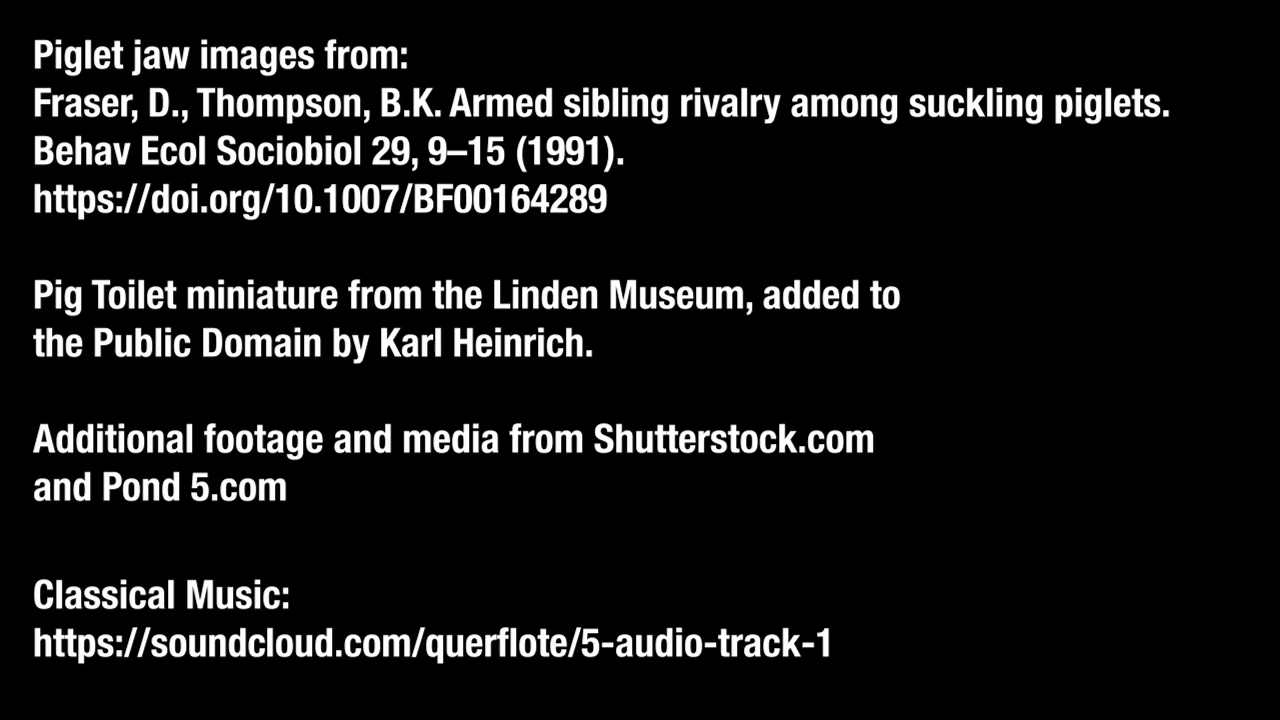 Piglet jaw images from:
Fraser, D., Thompson, B.K. Armed sibling rivalry among suckling piglets.
Behav Ecol Sociobiol 29, 9–15 (1991).
https://doi.org/10.1007/BF00164289
Pig Toilet miniature from the Linden Museum, added to
the Public Domain by Karl Heinrich.
Additional footage and media from Shutterstock.com
and Pond 5.com
Classical Music:
https://soundcloud.com/querflote/5-audio-track-1